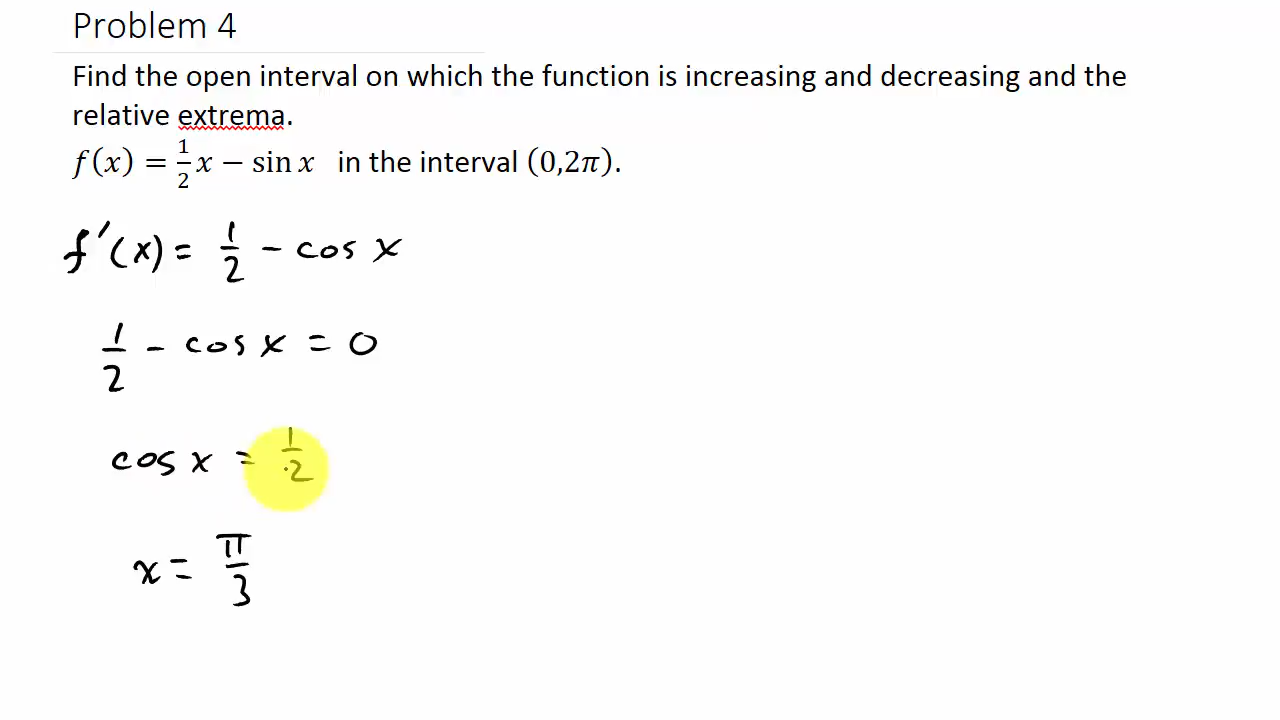 Problem 4
Find the open interval on which the function is increasing and decreasing and the
relative extrema.
f(x) = 1/2 x − sin x in the interval (0,2π).
f'(x) = 1/2 - cos x
1/2 - cos x = 0
cos x = 1/2
x = π/3